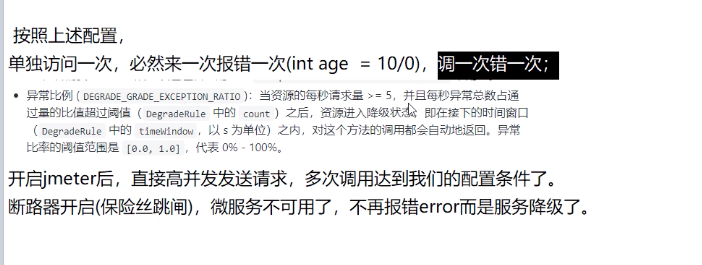 按照上述配置，
单独访问一次，必然来一次报错一次(int age = 10/0)，调一次错一次；
• 异常比例 ( DEGRADE_GRADE_EXCEPTION_RATIO )：当资源的每秒请求量 >= 5，并且每秒异常总数占通
过量的比值超过阈值（ DegradeRule 中的 count ）之后，资源进入降级状态，即在接下的时间窗口
（ DegradeRule 中的 timeWindow ，以 s 为单位）之内，对这个方法的调用都会自动地返回。异常
比率的阈值范围是 [0.0, 1.0] ，代表 0% - 100%。
开启jmeter后，直接高并发发送请求，多次调用达到我们的配置条件了。
断路器开启(保险丝跳闸)，微服务不可用了，不再报错error而是服务降级了。